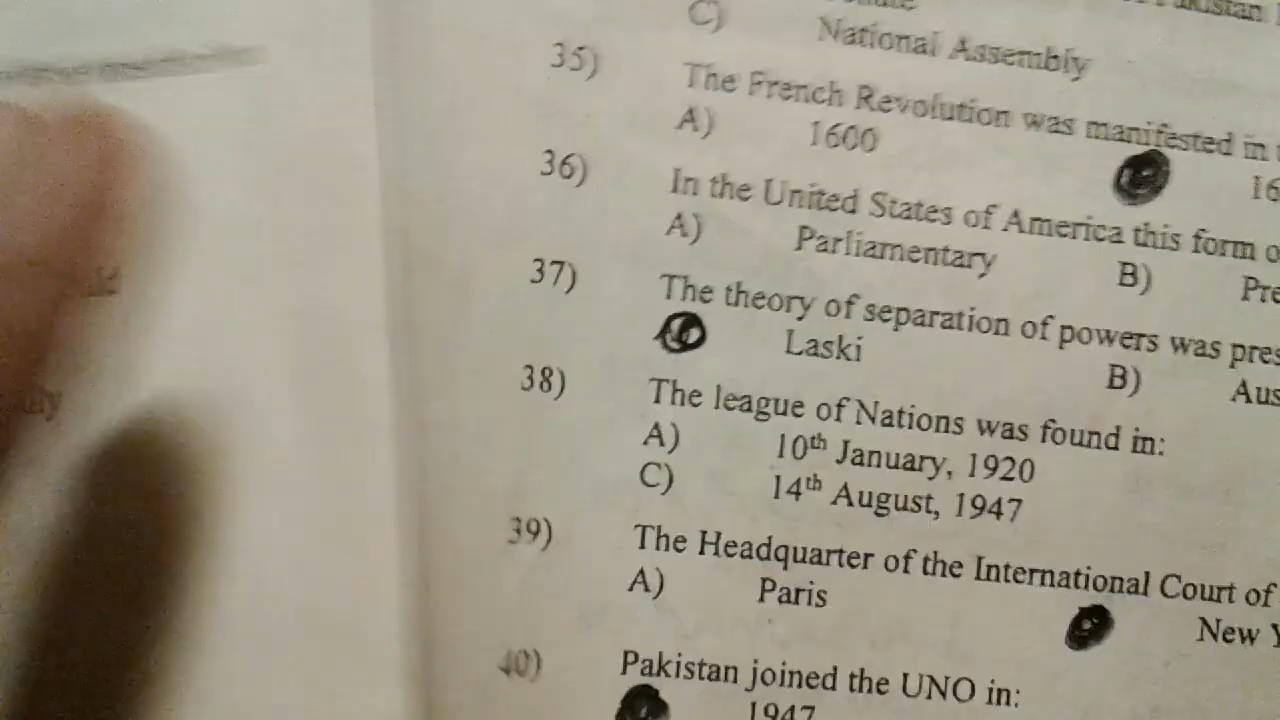 C) National Assembly
35) The French Revolution was manifested in
A) 1600 16
36) In the United States of America this form o
A) Parliamentary B) Pre
37) The theory of separation of powers was pres
Laski B) Aus
38) The league of Nations was found in:
A) 10th January, 1920
C) 14th August, 1947
39) The Headquarter of the International Court of
A) Paris New Y
40) Pakistan joined the UNO in:
1947